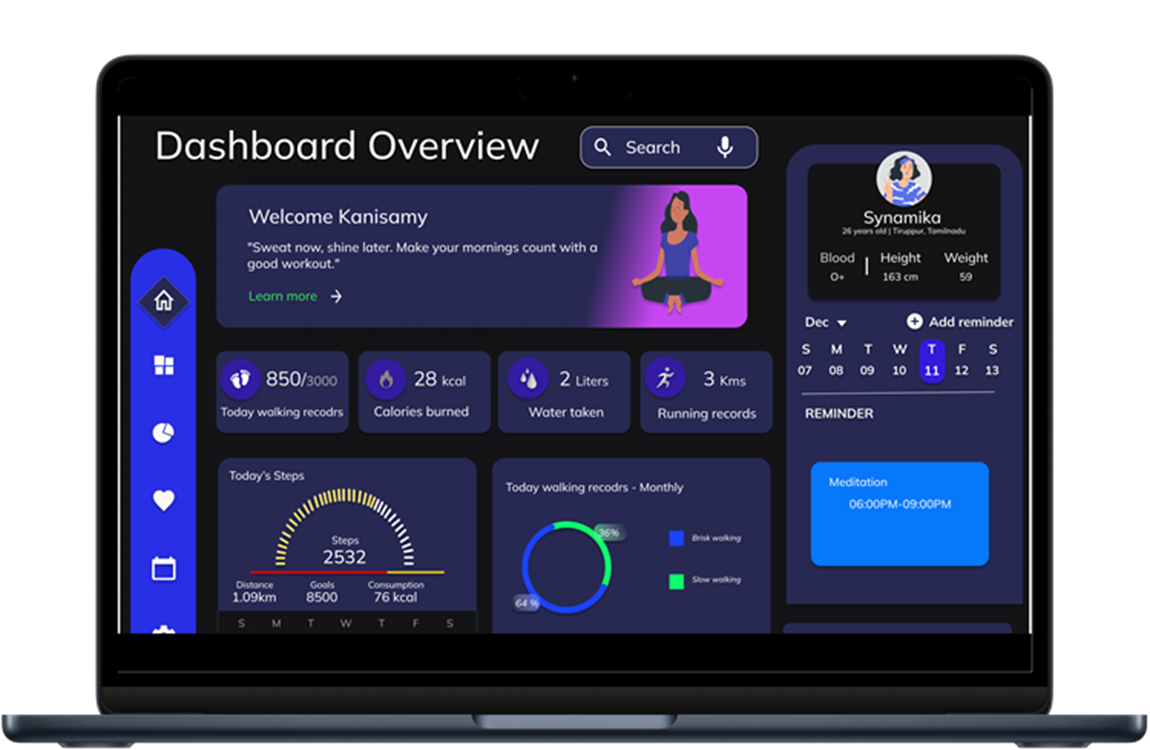 Dashboard Overview
Search
Welcome Kanisamy
"Sweat now, shine later. Make your mornings count with a
good workout."
Learn more
850/3000
Today walking recodrs
28 kcal
Calories burned
2 Liters
Water taken
3 Kms
Running records
Today's Steps
Steps
2532
Distance Goals Consumption
1.09km 8500 76 kcal
S M T W T F S
Today walking recodrs - Monthly
36%
64 %
Brisk walking
Slow walking
Synamika
26 years old | Tiruppur, Tamilnadu
Blood | Height Weight
O+ 163 cm 59
Dec Add reminder
S M T W T F S
07 08 09 10 11 12 13
REMINDER
Meditation
06:00PM-09:00PM